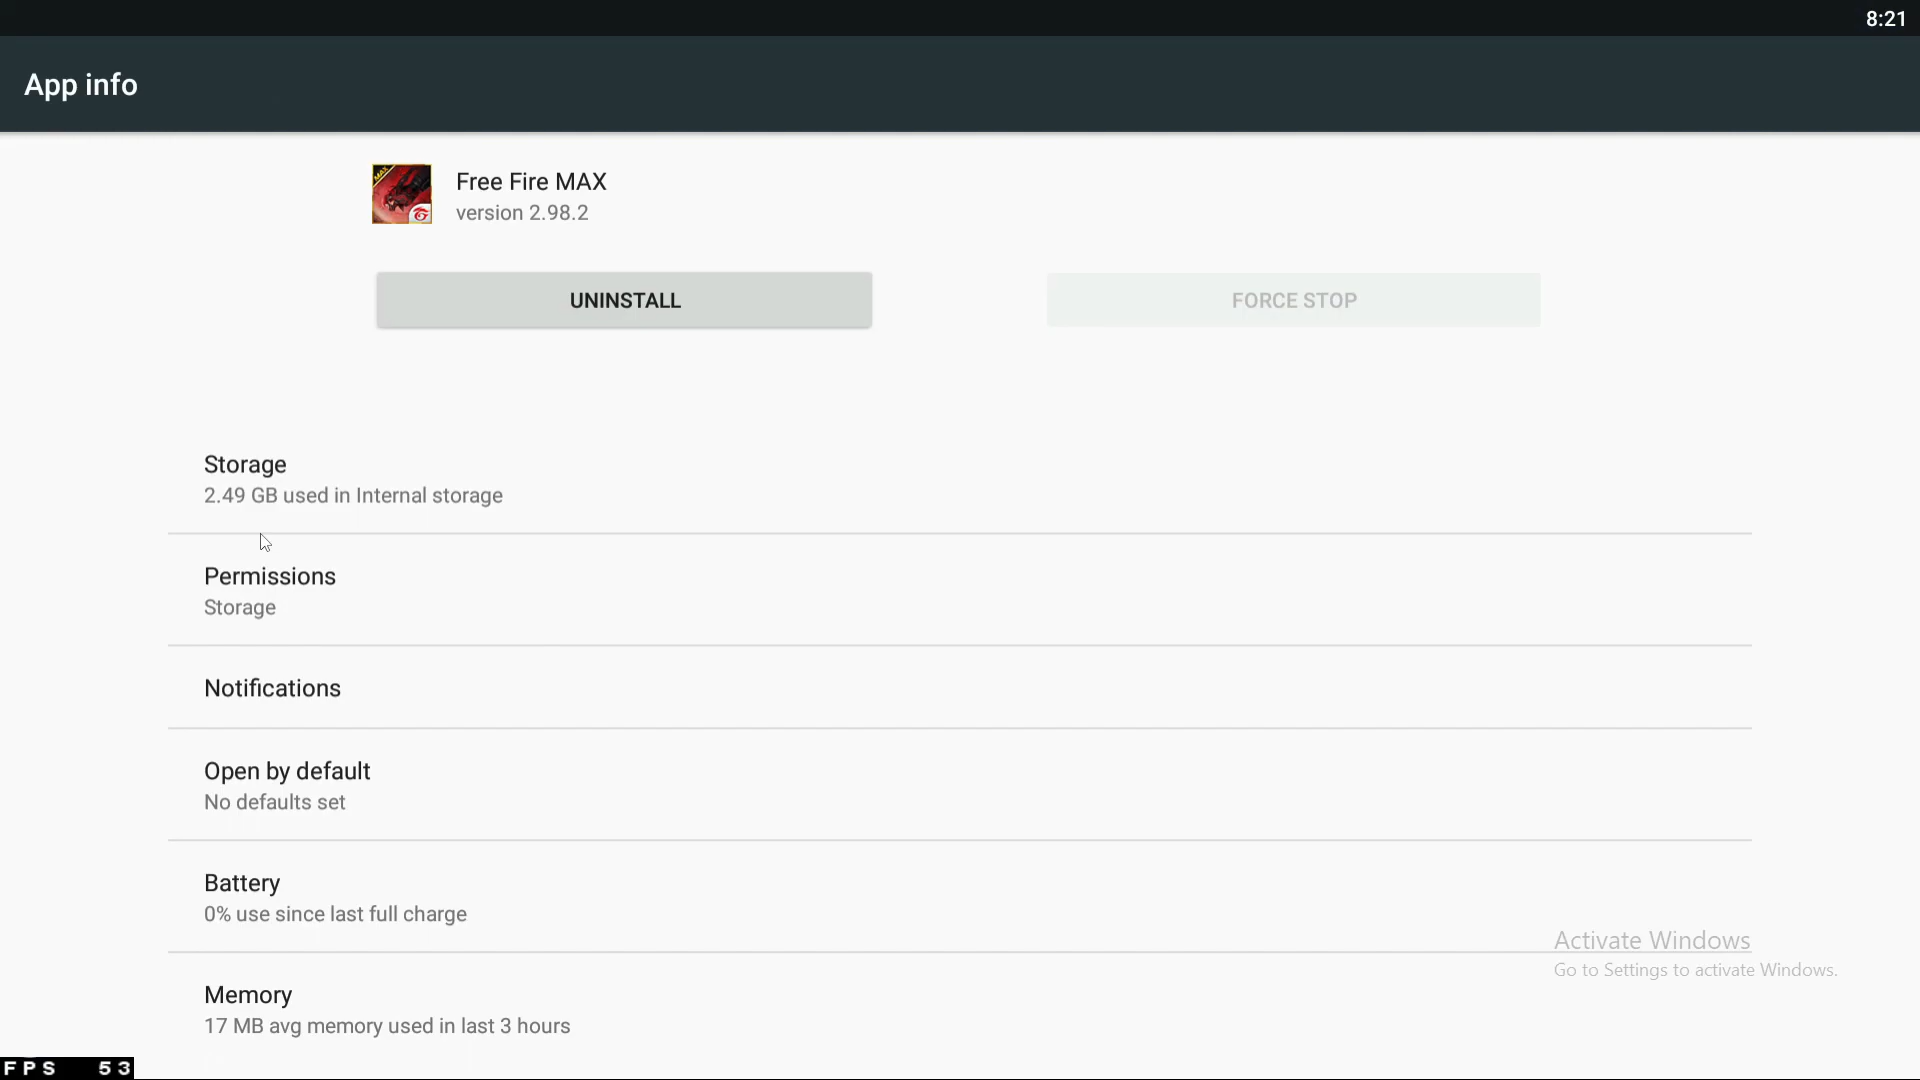 8:21
App info
MAX
Free Fire MAX
version 2.98.2
UNINSTALL
FORCE STOP
Storage
2.49 GB used in Internal storage
Permissions
Storage
Notifications
Open by default
No defaults set
Battery
0% use since last full charge
Activate Windows
Go to Settings to activate Windows.
Memory
17 MB avg memory used in last 3 hours
FPS 53